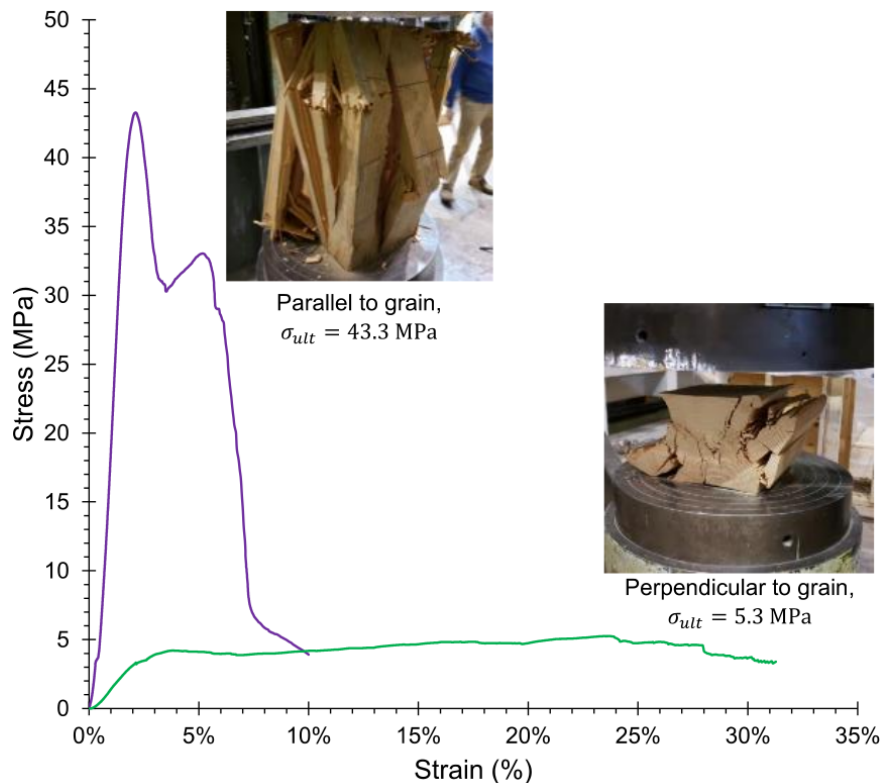 50
45
40
35
30
25
20
15
10
5
0
Stress (MPa)
Parallel to grain,
σ_ult = 43.3 MPa
Perpendicular to grain,
σ_ult = 5.3 MPa
0% 5% 10% 15% 20% 25% 30% 35%
Strain (%)